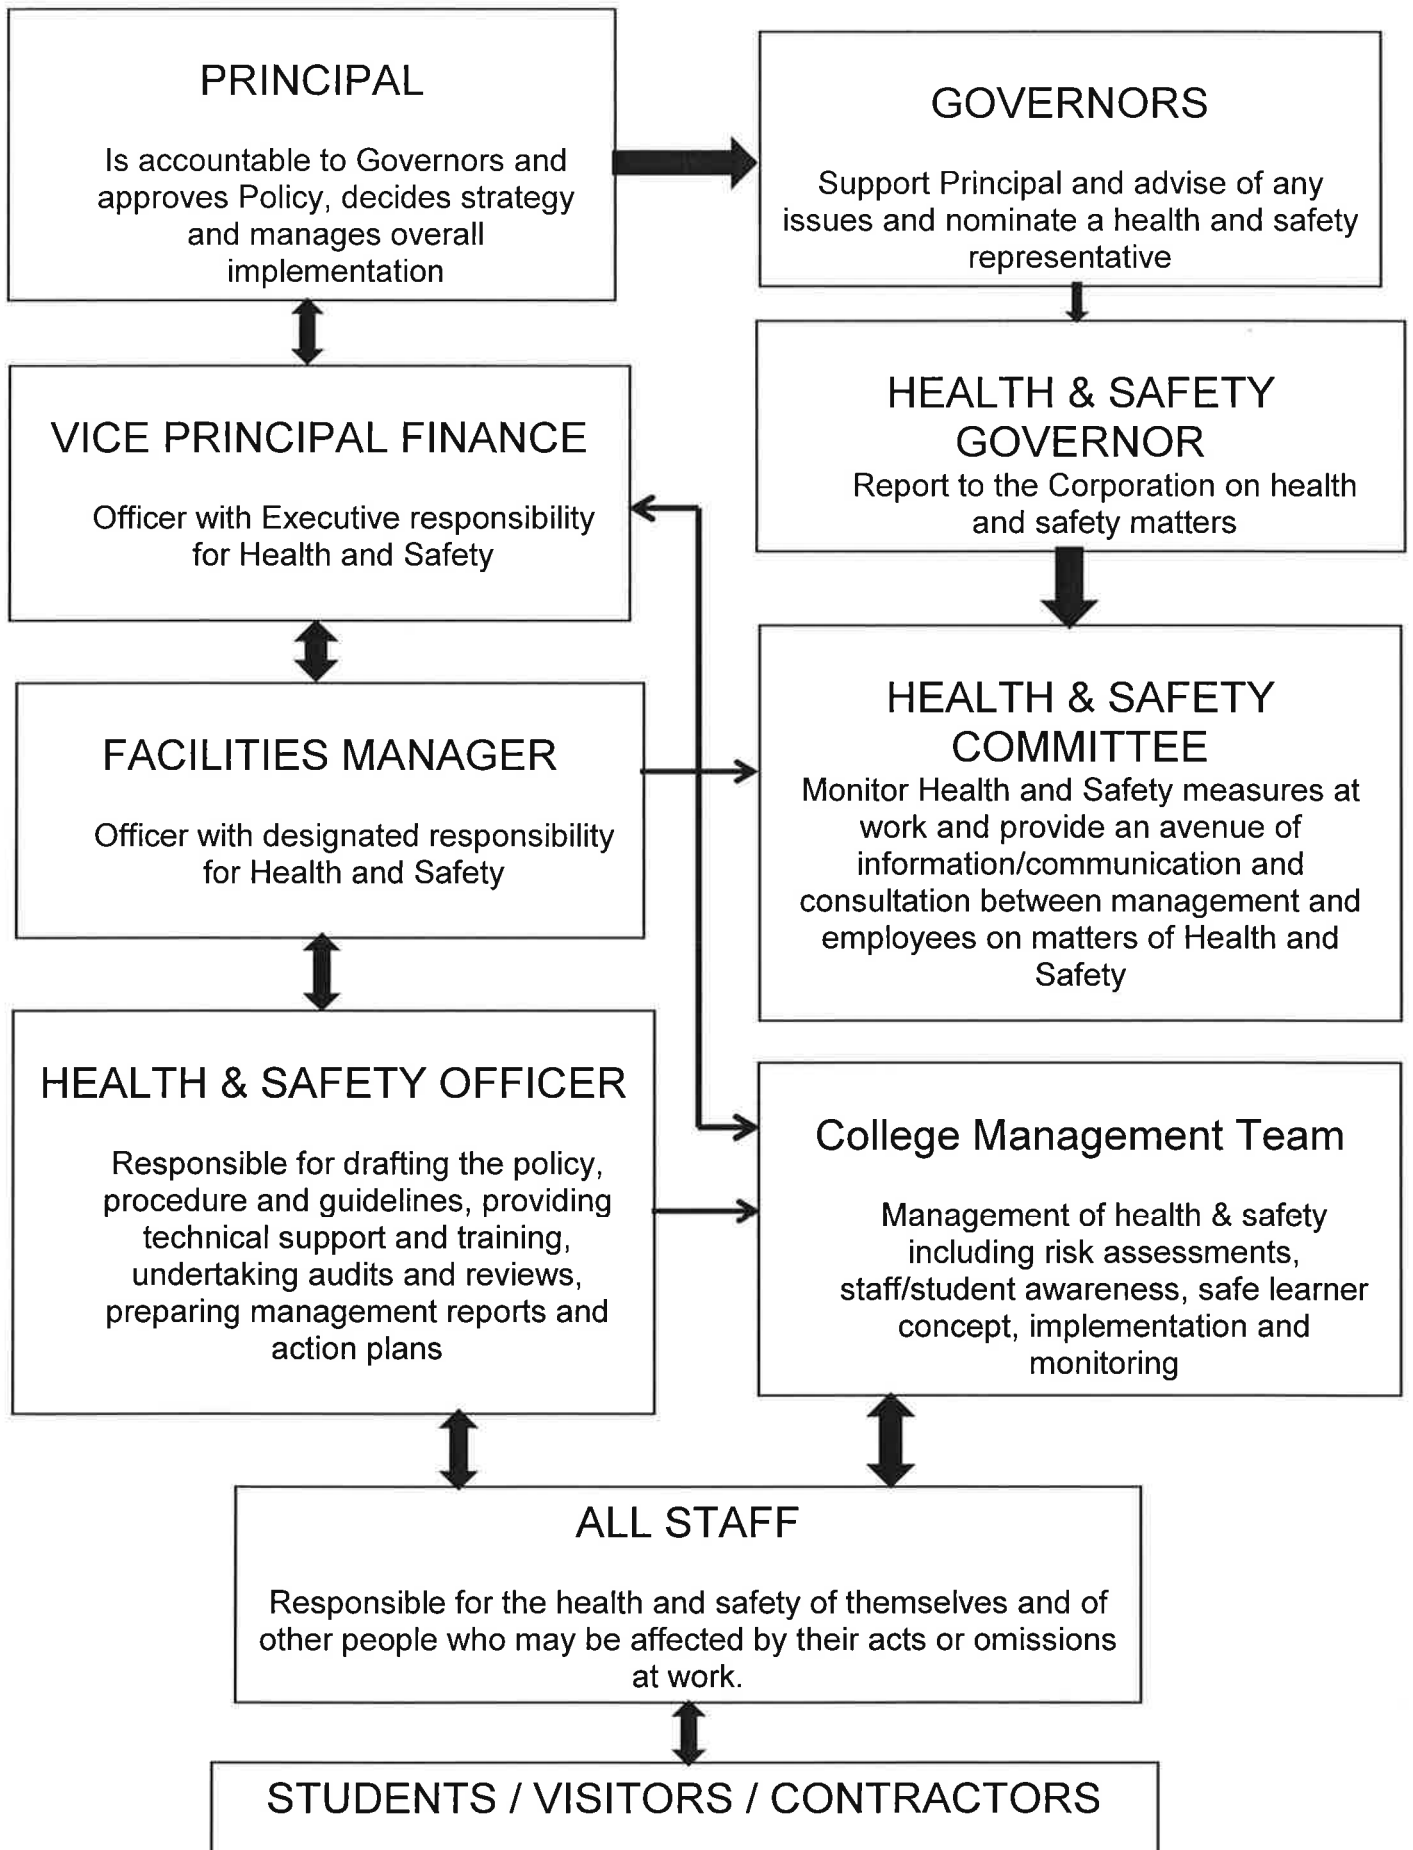 PRINCIPAL
Is accountable to Governors and
approves Policy, decides strategy
and manages overall
implementation
GOVERNORS
Support Principal and advise of any
issues and nominate a health and safety
representative
VICE PRINCIPAL FINANCE
Officer with Executive responsibility
for Health and Safety
HEALTH & SAFETY
GOVERNOR
Report to the Corporation on health
and safety matters
FACILITIES MANAGER
Officer with designated responsibility
for Health and Safety
HEALTH & SAFETY
COMMITTEE
Monitor Health and Safety measures at
work and provide an avenue of
information/communication and
consultation between management and
employees on matters of Health and
Safety
HEALTH & SAFETY OFFICER
Responsible for drafting the policy,
procedure and guidelines, providing
technical support and training,
undertaking audits and reviews,
preparing management reports and
action plans
College Management Team
Management of health & safety
including risk assessments,
staff/student awareness, safe learner
concept, implementation and
monitoring
ALL STAFF
Responsible for the health and safety of themselves and of
other people who may be affected by their acts or omissions
at work.
STUDENTS / VISITORS / CONTRACTORS